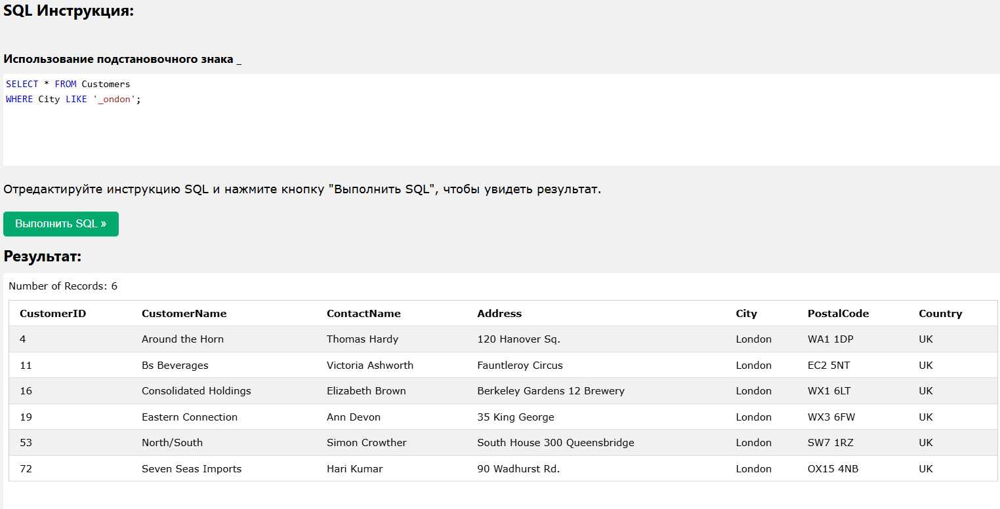 SQL Инструкция:
Использование подстановочного знака _
SELECT * FROM Customers
WHERE City LIKE '_ondon';
Отредактируйте инструкцию SQL и нажмите кнопку "Выполнить SQL", чтобы увидеть результат.
Выполнить SQL »
Результат:
Number of Records: 6
CustomerID CustomerName ContactName Address City PostalCode Country
4 Around the Horn Thomas Hardy 120 Hanover Sq. London WA1 1DP UK
11 Bs Beverages Victoria Ashworth Fauntleroy Circus London EC2 5NT UK
16 Consolidated Holdings Elizabeth Brown Berkeley Gardens 12 Brewery London WX1 6LT UK
19 Eastern Connection Ann Devon 35 King George London WX3 6FW UK
53 North/South Simon Crowther South House 300 Queensbridge London SW7 1RZ UK
72 Seven Seas Imports Hari Kumar 90 Wadhurst Rd. London OX15 4NB UK